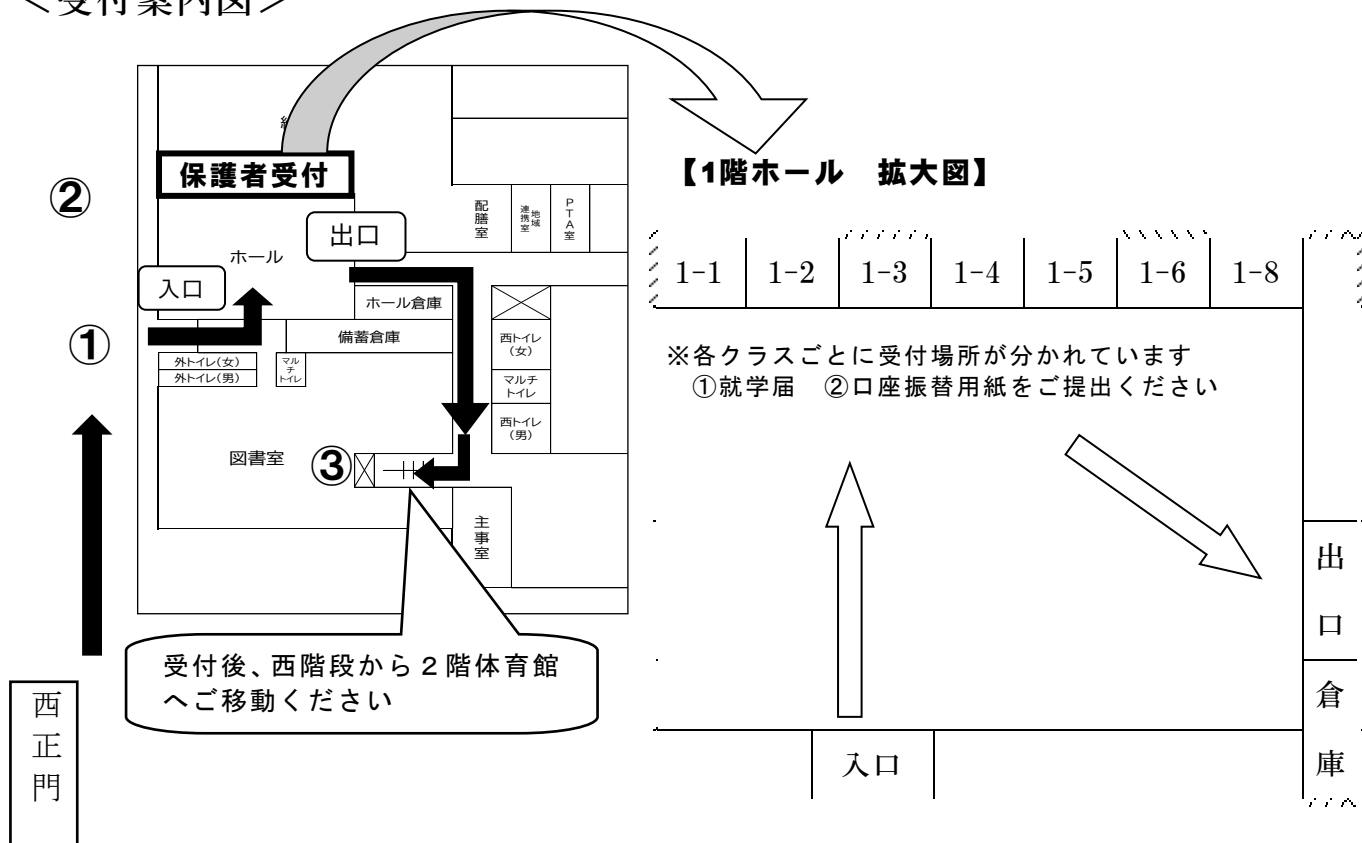 ＜受付案内図＞
保護者受付
②
出口
ホール
入口
①
ホール倉庫
備蓄倉庫
外トイレ(女)
外トイレ(男)
マルチトイレ
配膳室
地域連携室
PTA室
西トイレ(女)
マルチトイレ
西トイレ(男)
図書室
③
主事室
受付後、西階段から２階体育館
へご移動ください
西正門
【1階ホール　拡大図】
1-1 1-2 1-3 1-4 1-5 1-6 1-8
※各クラスごとに受付場所が分かれています
①就学届　②口座振替用紙をご提出ください
出口
倉庫
入口